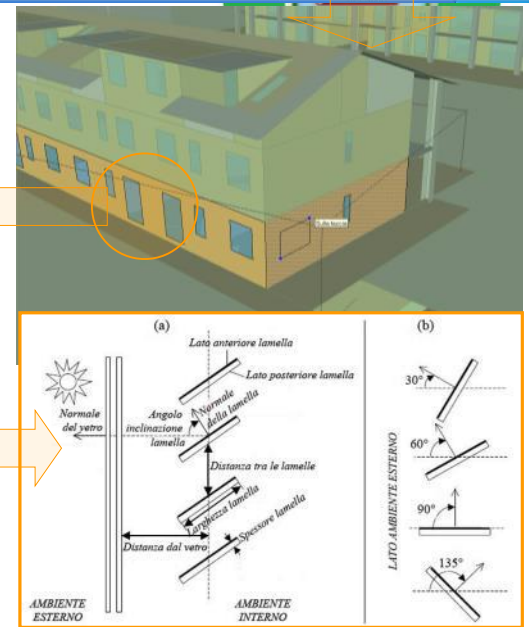 (a)
Lato anteriore lamella
Lato posteriore lamella
Normale
del vetro
Angolo
inclinazione
lamella
Normale
della lamella
Distanza tra le lamelle
Larghezza lamella
Spessore lamella
Distanza dal vetro
AMBIENTE
ESTERNO
AMBIENTE
INTERNO
(b)
LATO AMBIENTE ESTERNO
30°
60°
90°
135°